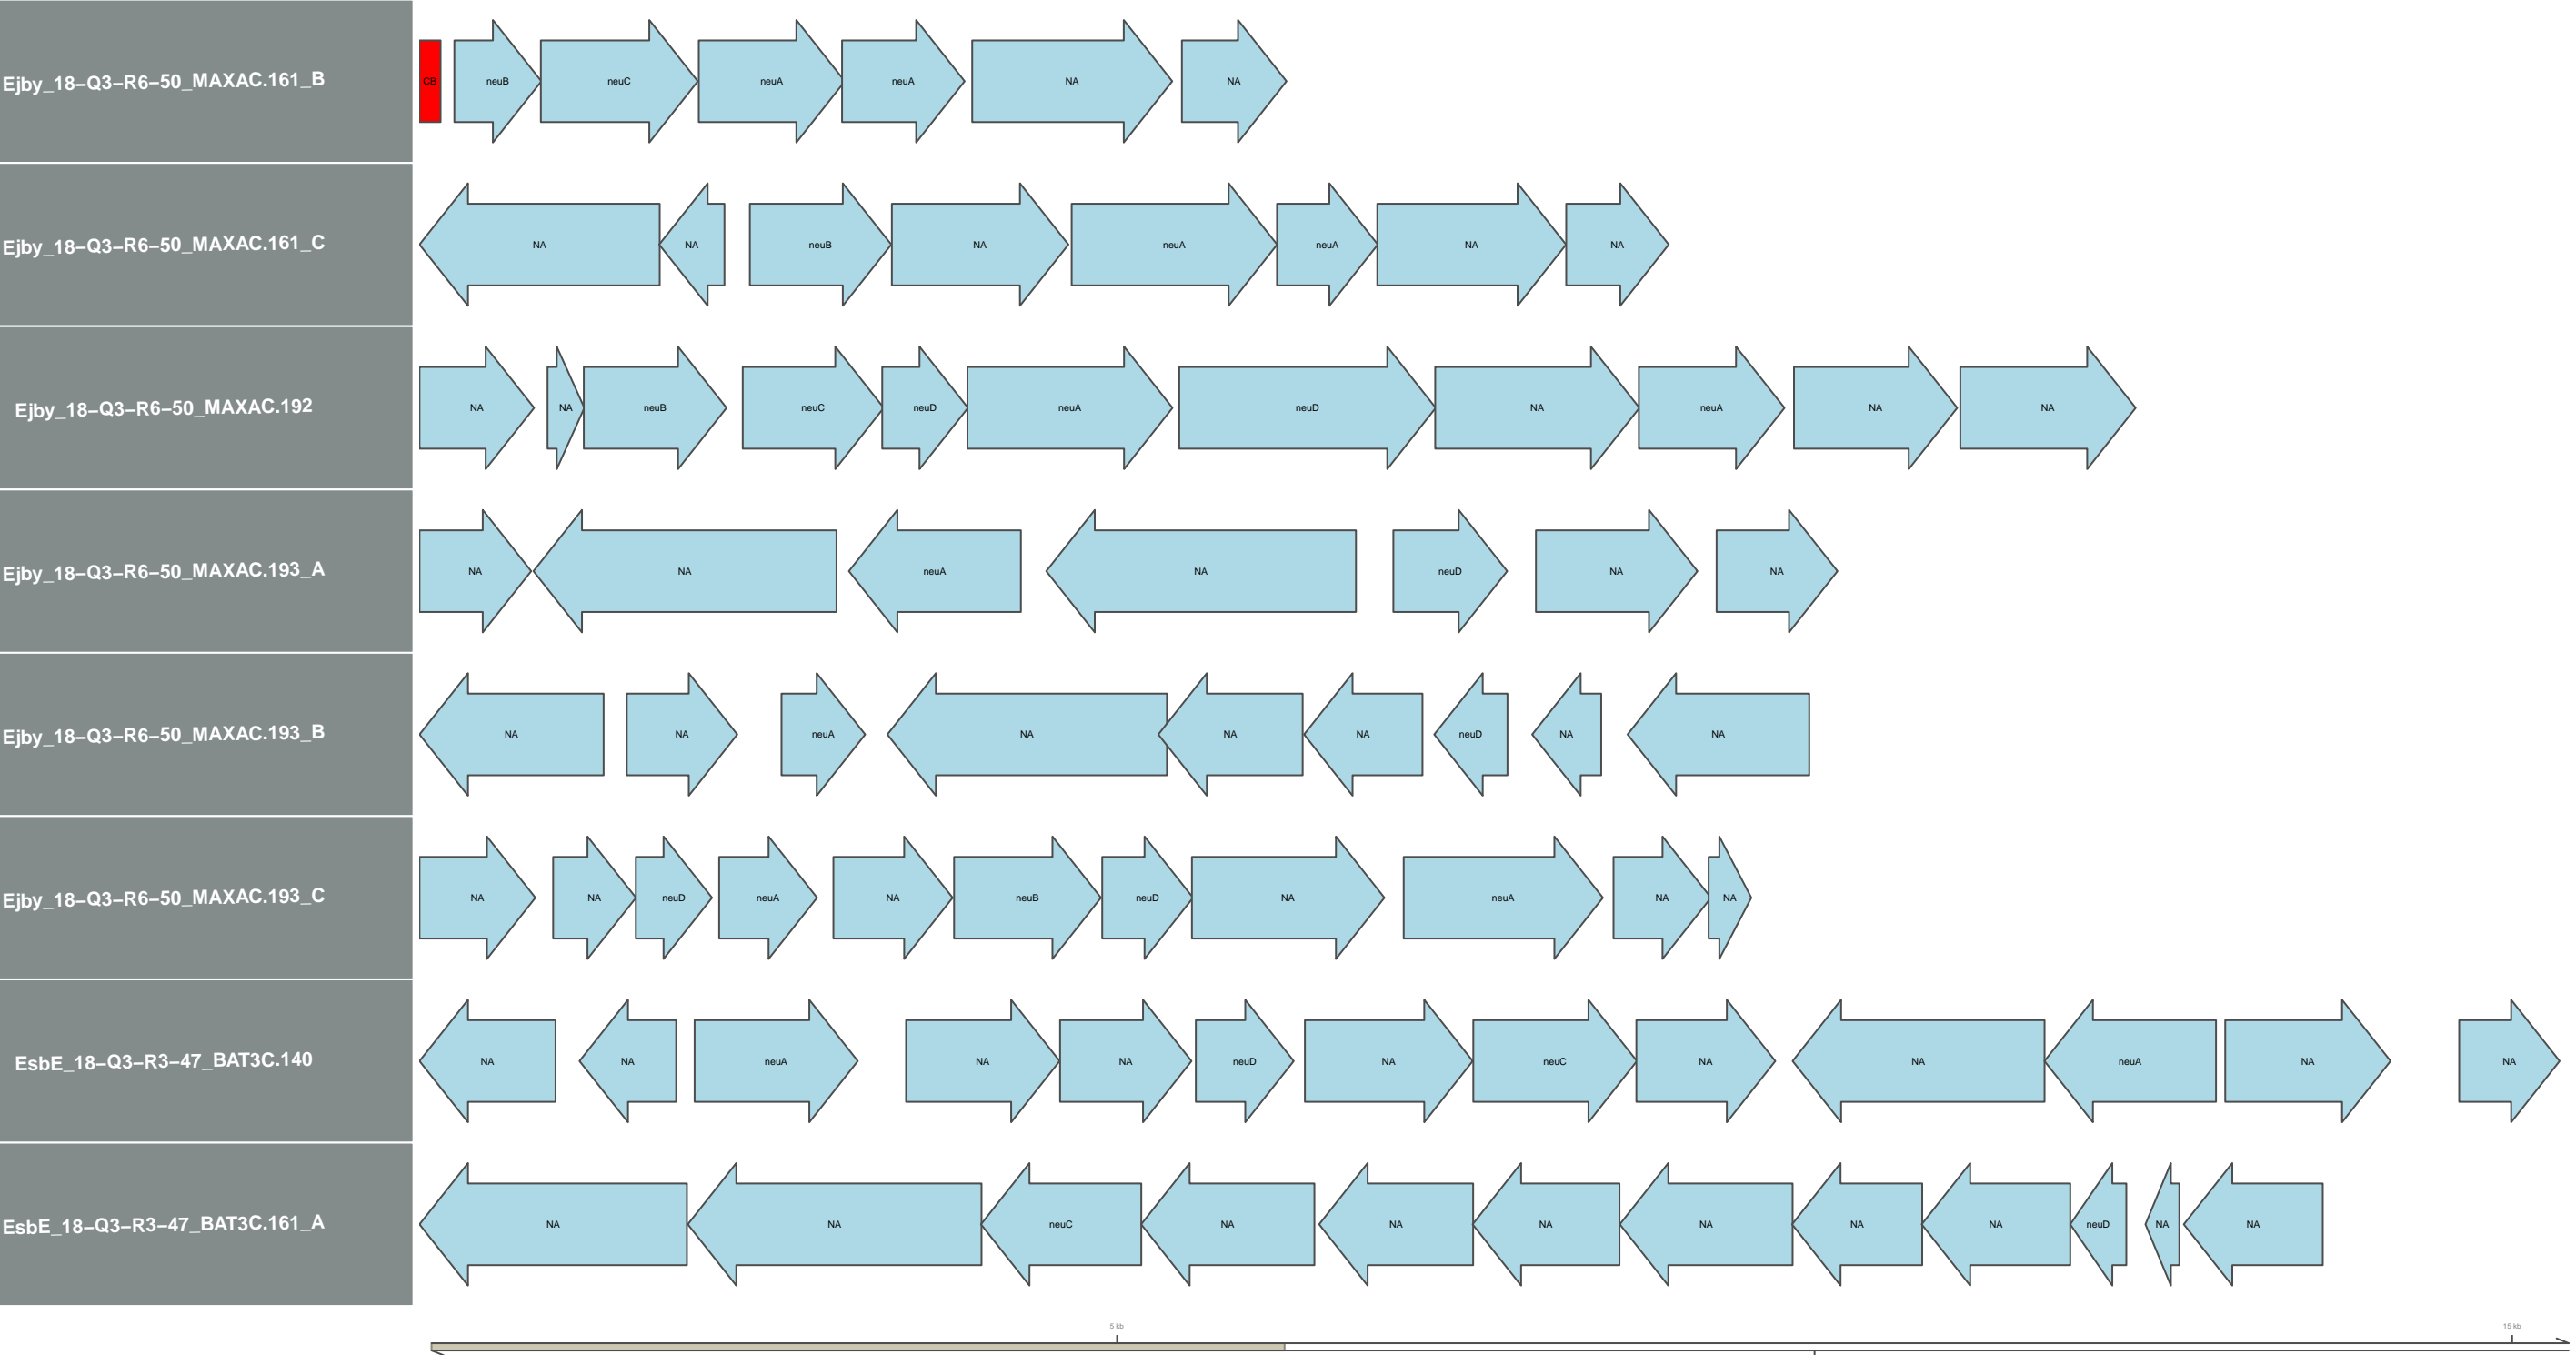 Ejby_18−Q3−R6−50_MAXAC.161_B CB neuB neuC neuA neuA NA NA
Ejby_18−Q3−R6−50_MAXAC.161_C NA NA neuB NA neuA neuA NA NA
Ejby_18−Q3−R6−50_MAXAC.192 NA NA neuB neuC neuD neuA neuD NA neuA NA NA
Ejby_18−Q3−R6−50_MAXAC.193_A NA NA neuA NA neuD NA NA
Ejby_18−Q3−R6−50_MAXAC.193_B NA NA neuA NA NA NA neuD NA NA
Ejby_18−Q3−R6−50_MAXAC.193_C NA NA neuD neuA NA neuB neuD NA neuA NA NA
EsbE_18−Q3−R3−47_BAT3C.140 NA NA neuA NA NA neuD NA neuC NA NA neuA NA NA
EsbE_18−Q3−R3−47_BAT3C.161_A NA NA neuC NA NA NA NA NA NA neuD NA NA
5 kb 15 kb